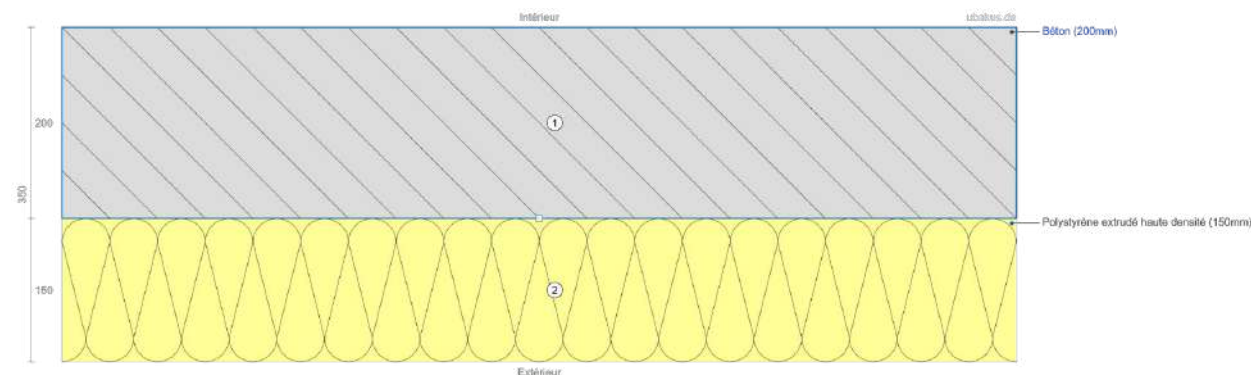 Intérieur
ubakus.de
Béton (200mm)
200
1
350
Polystyrène extrudé haute densité (150mm)
150
2
Extérieur